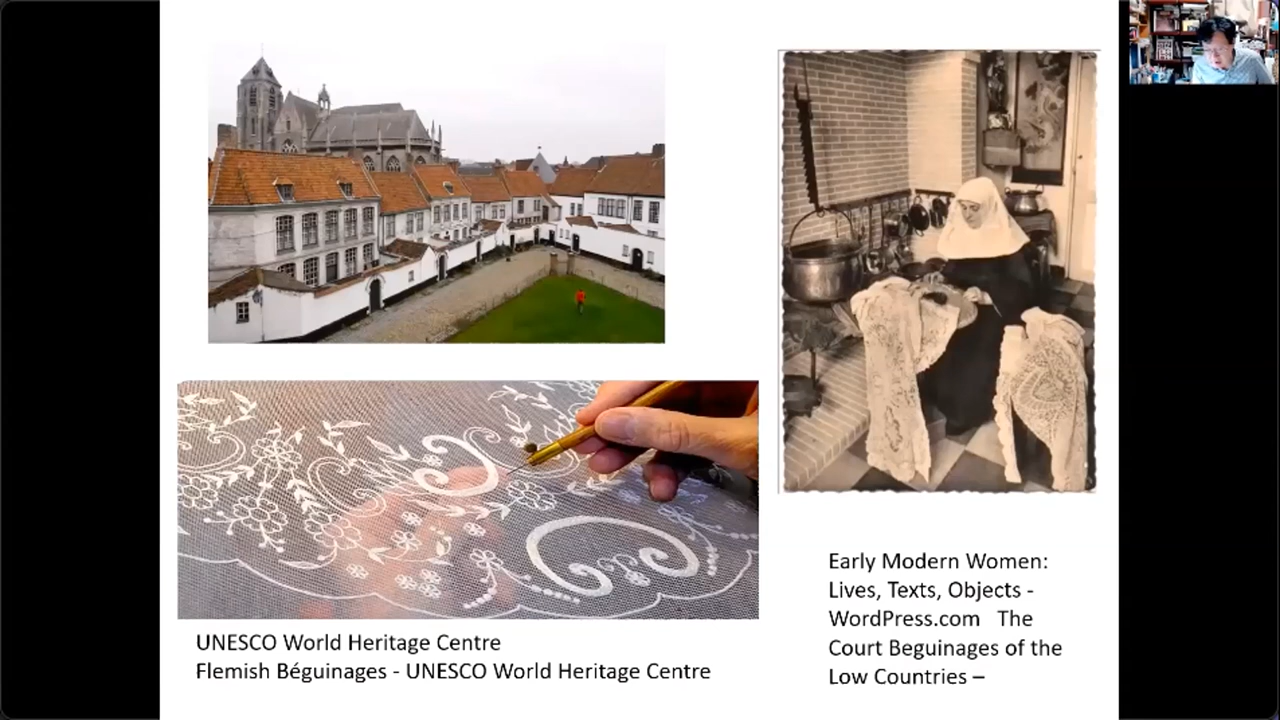 UNESCO World Heritage Centre
Flemish Béguinages - UNESCO World Heritage Centre
Early Modern Women:
Lives, Texts, Objects -
WordPress.com The
Court Beguinages of the
Low Countries –